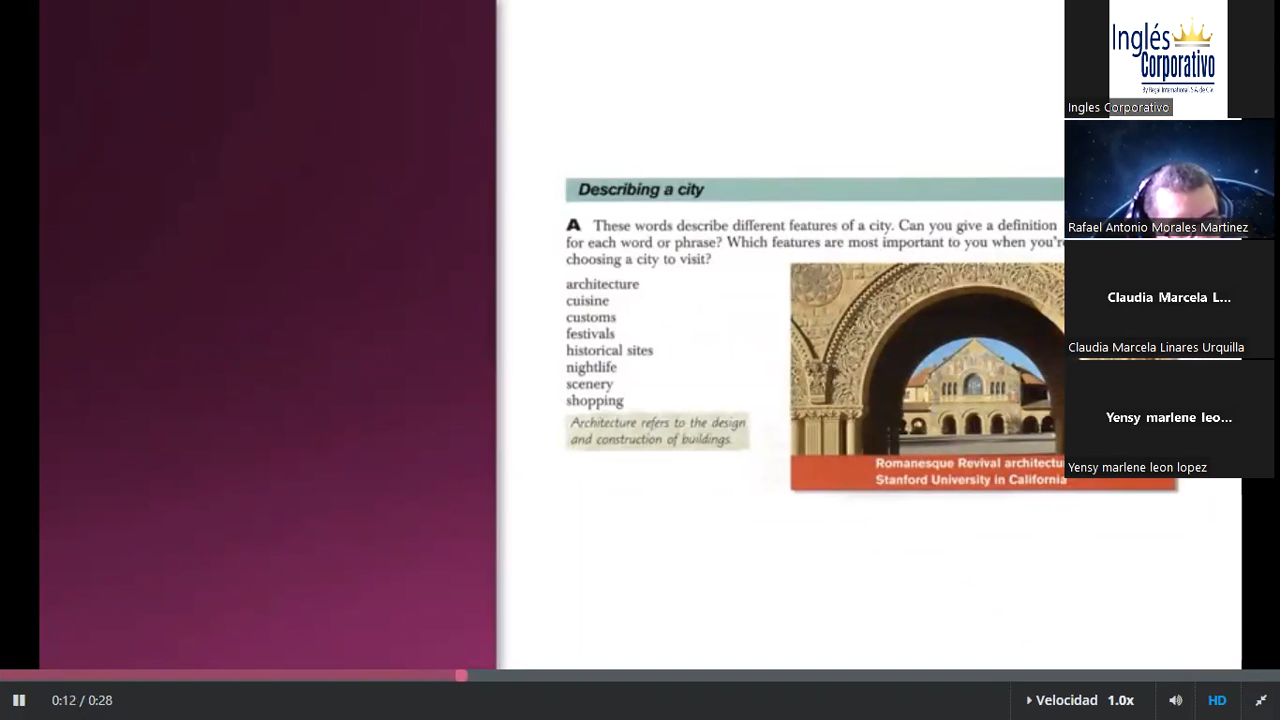 Describing a city
A These words describe different features of a city. Can you give a definition
for each word or phrase? Which features are most important to you when you'r
choosing a city to visit?
architecture
cuisine
customs
festivals
historical sites
nightlife
scenery
shopping
Architecture refers to the design
and construction of buildings.
Romanesque Revival architectu
Stanford University in California
Inglés
Corporativo
Ingles Corporativo
Rafael Antonio Morales Martinez
Claudia Marcela L...
Claudia Marcela Linares Urquilla
Yensy marlene leo...
Yensy marlene leon lopez
0:12 / 0:28
Velocidad 1.0x
HD